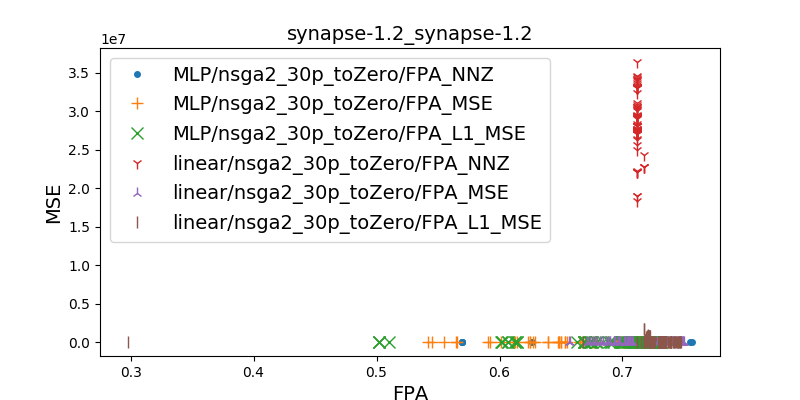 synapse-1.2_synapse-1.2
1e7
MLP/nsga2_30p_toZero/FPA_NNZ
MLP/nsga2_30p_toZero/FPA_MSE
MLP/nsga2_30p_toZero/FPA_L1_MSE
linear/nsga2_30p_toZero/FPA_NNZ
linear/nsga2_30p_toZero/FPA_MSE
linear/nsga2_30p_toZero/FPA_L1_MSE
3.5
3.0
2.5
2.0
1.5
1.0
0.5
0.0
MSE
0.3 0.4 0.5 0.6 0.7
FPA